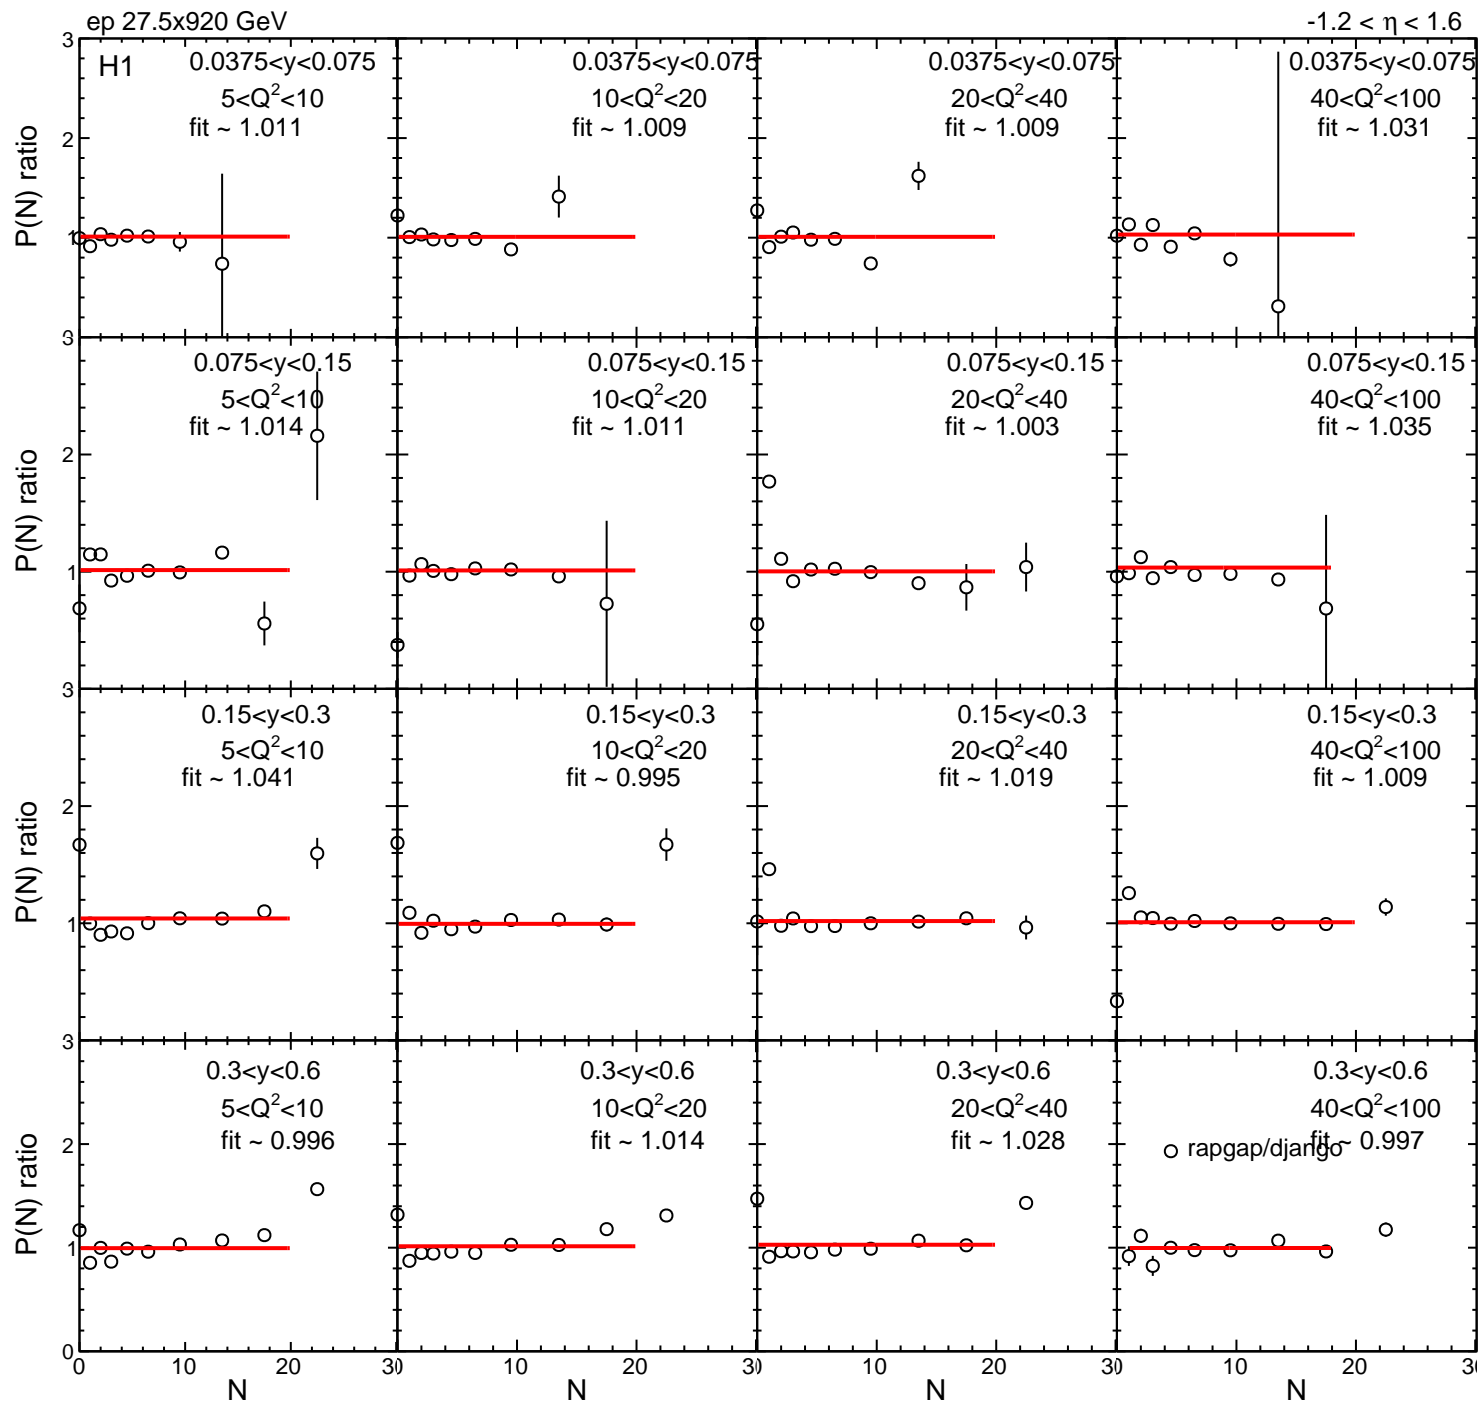 ep 27.5x920 GeV
-1.2 < η < 1.6
H1
P(N) ratio
3
2
1
0.0375<y<0.075
5<Q²<10
fit ~ 1.011
0.0375<y<0.075
10<Q²<20
fit ~ 1.009
0.0375<y<0.075
20<Q²<40
fit ~ 1.009
0.0375<y<0.075
40<Q²<100
fit ~ 1.031
P(N) ratio
3
2
1
0.075<y<0.15
5<Q²<10
fit ~ 1.014
0.075<y<0.15
10<Q²<20
fit ~ 1.011
0.075<y<0.15
20<Q²<40
fit ~ 1.003
0.075<y<0.15
40<Q²<100
fit ~ 1.035
P(N) ratio
3
2
1
0.15<y<0.3
5<Q²<10
fit ~ 1.041
0.15<y<0.3
10<Q²<20
fit ~ 0.995
0.15<y<0.3
20<Q²<40
fit ~ 1.019
0.15<y<0.3
40<Q²<100
fit ~ 1.009
P(N) ratio
3
2
1
0
0.3<y<0.6
5<Q²<10
fit ~ 0.996
0.3<y<0.6
10<Q²<20
fit ~ 1.014
0.3<y<0.6
20<Q²<40
fit ~ 1.028
0.3<y<0.6
40<Q²<100
fit ~ 0.997
rapgap/django
0 10 20 30 10 20 30 10 20 30 10 20 30
N N N N